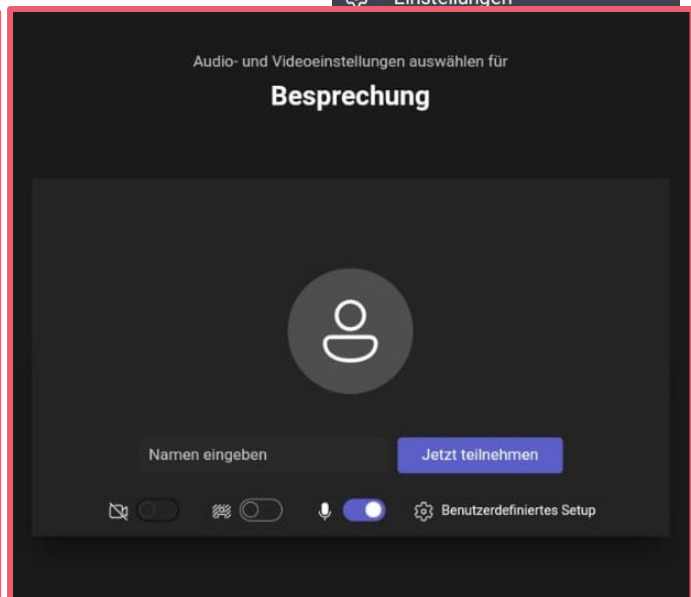 Einstellungen
Audio- und Videoeinstellungen auswählen für
Besprechung
Namen eingeben
Jetzt teilnehmen
Benutzerdefiniertes Setup